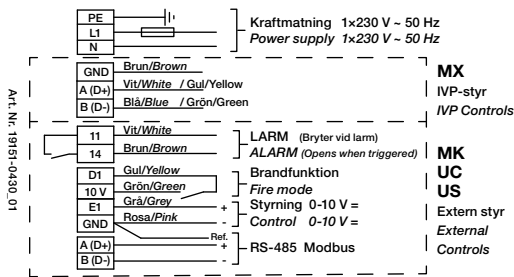 PE
L1
N
Kraftmatning 1×230 V ~ 50 Hz
Power supply 1×230 V ~ 50 Hz
GND Brun/Brown
A (D+) Vit/White / Gul/Yellow
B (D-) Blå/Blue / Grön/Green
MX
IVP-styr
IVP Controls
Art. Nr. 19151-0430_01
11 Vit/White
14 Brun/Brown
LARM (Bryter vid larm)
ALARM (Opens when triggered)
D1 Gul/Yellow
10 V Grön/Green
Brandfunktion
Fire mode
E1 Grå/Grey +
GND Rosa/Pink -
Styrning 0-10 V =
Control 0-10 V =
Ref.
A (D+) +
B (D-) -
RS-485 Modbus
MK
UC
US
Extern styr
External
Controls